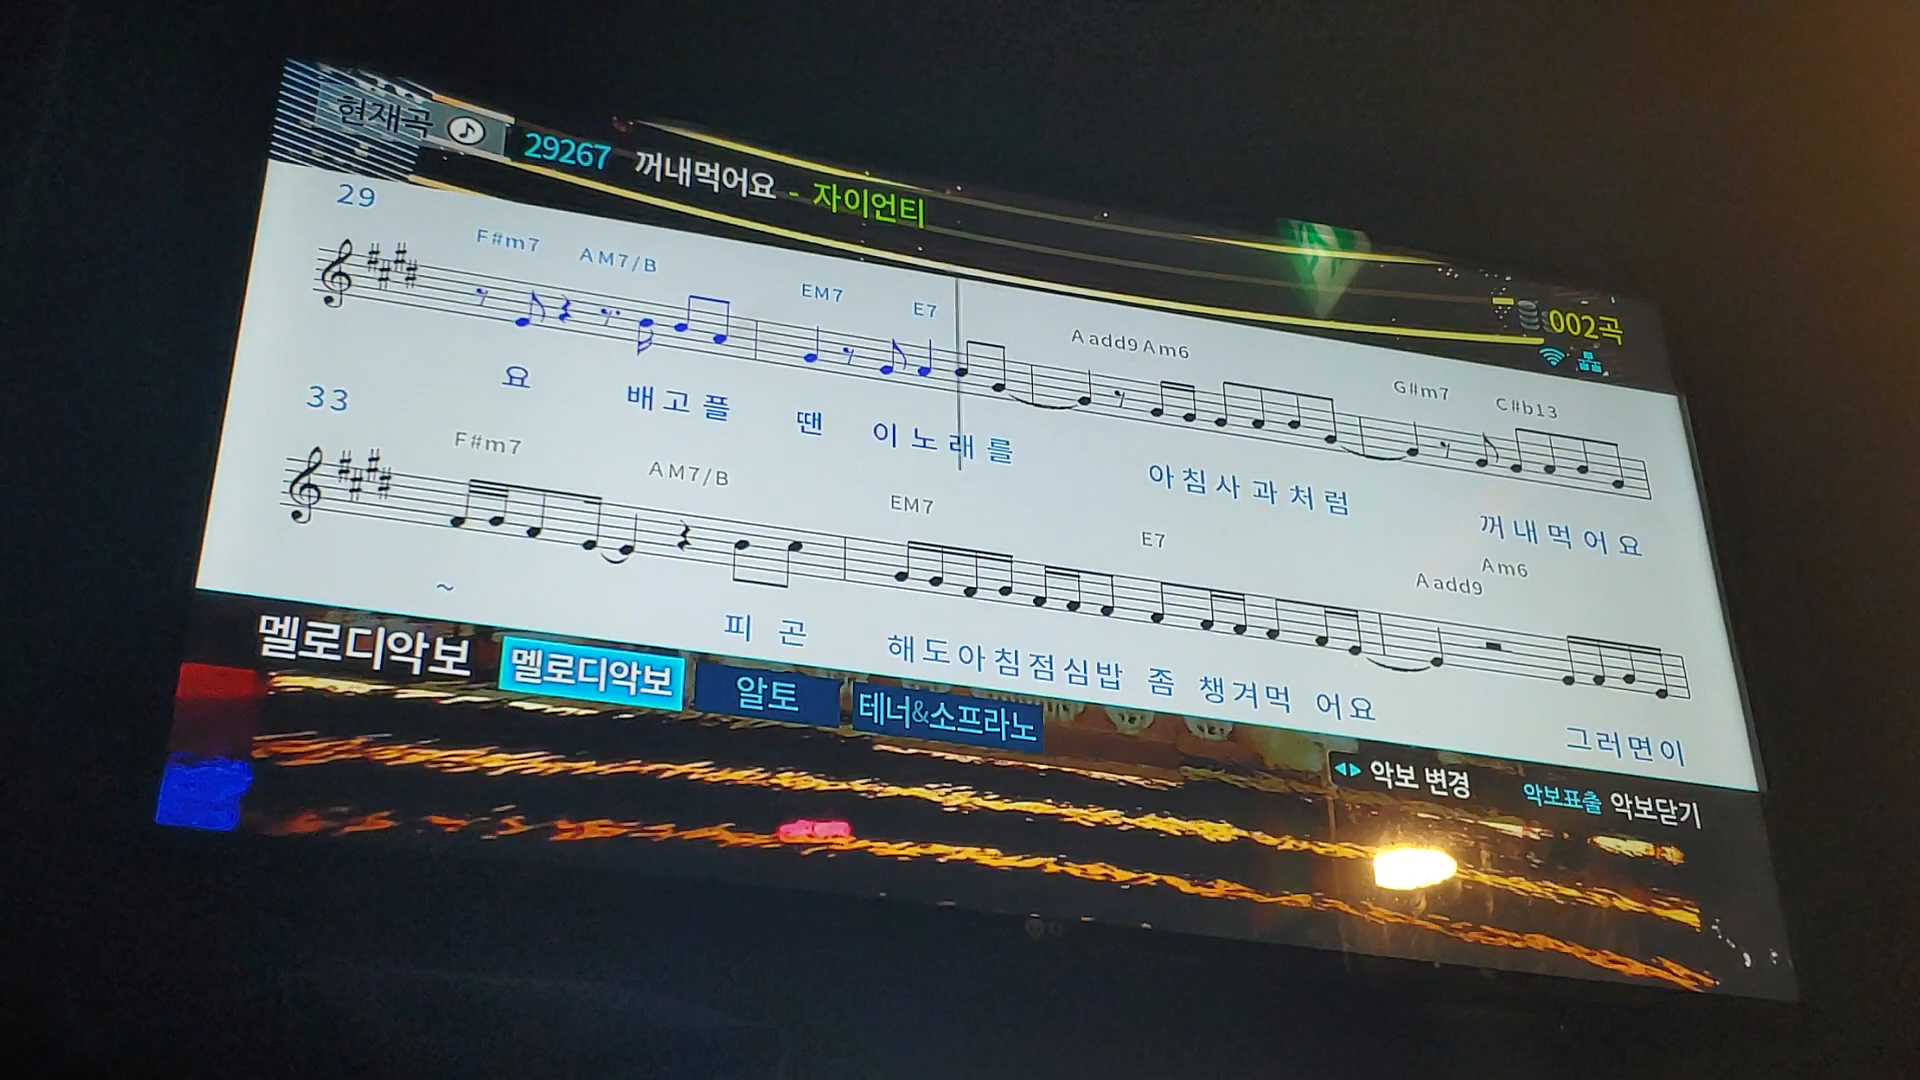 현재곡 29267 꺼내먹어요 - 자이언티
002곡
29
F#m7 AM7/B EM7 E7 Aadd9 Am6 G#m7 C#b13
요 배고플 땐 이노래를 아침사과처럼 꺼내먹어요
33
F#m7 AM7/B EM7 E7 Aadd9 Am6
~ 피곤 해도아침점심밥 좀 챙겨먹 어요 그러면이
멜로디악보 멜로디악보 알토 테너&소프라노
악보 변경 악보표출 악보닫기